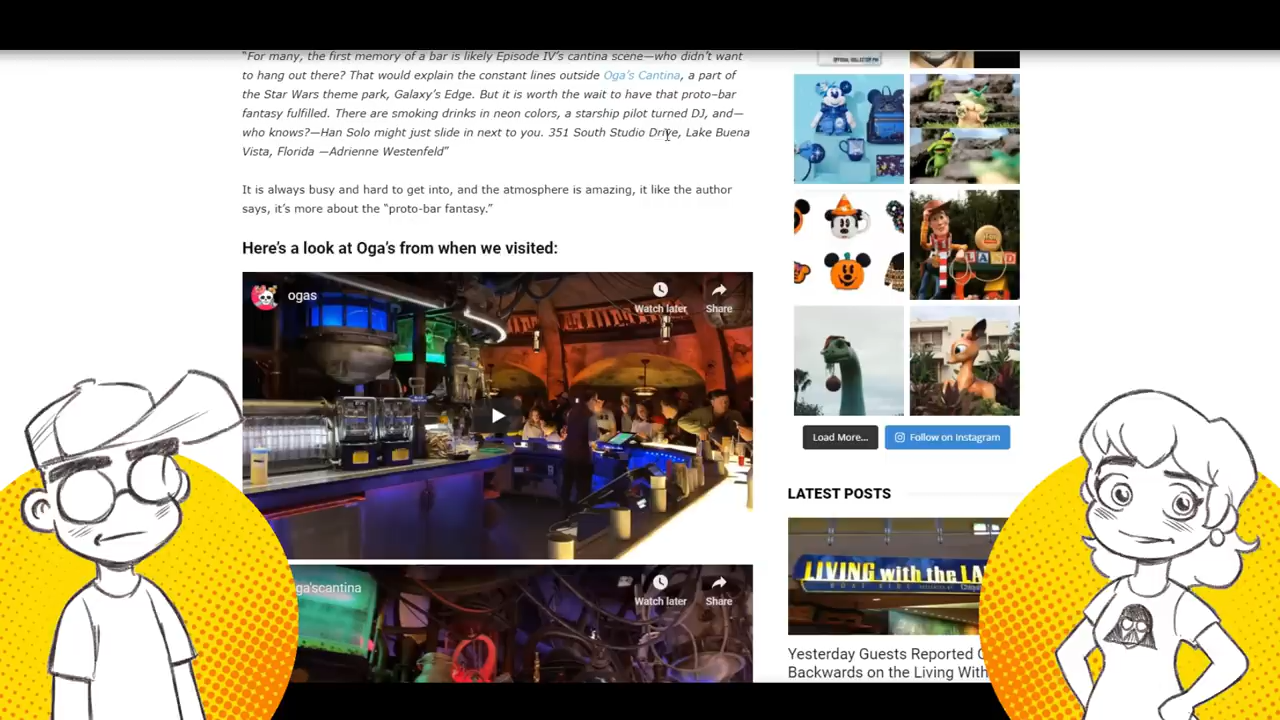 OFFICIAL COLLECTOR PIN
"For many, the first memory of a bar is likely Episode IV's cantina scene—who didn't want
to hang out there? That would explain the constant lines outside Oga's Cantina, a part of
the Star Wars theme park, Galaxy's Edge. But it is worth the wait to have that proto–bar
fantasy fulfilled. There are smoking drinks in neon colors, a starship pilot turned DJ, and—
who knows?—Han Solo might just slide in next to you. 351 South Studio Drive, Lake Buena
Vista, Florida —Adrienne Westenfeld"
It is always busy and hard to get into, and the atmosphere is amazing, it like the author
says, it's more about the "proto-bar fantasy."
Here's a look at Oga's from when we visited:
ogas
Watch later
Share
ga'scantina
Watch later
Share
LAND
Load More...
Follow on Instagram
LATEST POSTS
LIVING with the LA
Yesterday Guests Reported
Backwards on the Living With